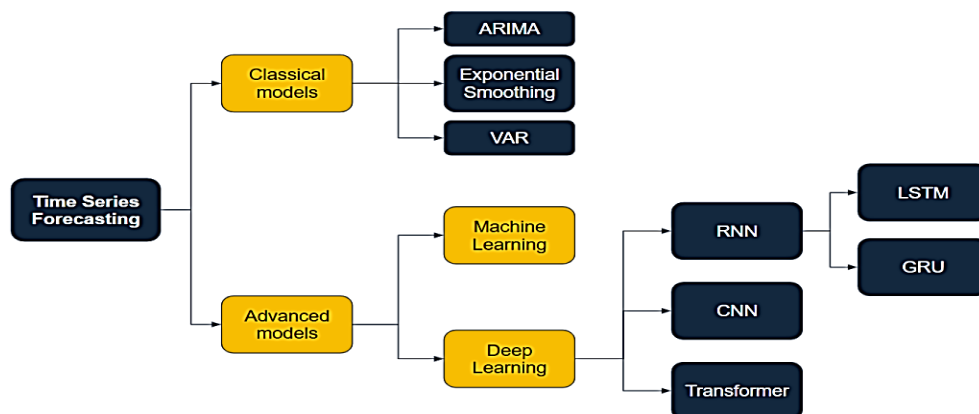 Time Series
Forecasting
Classical
models
ARIMA
Exponential
Smoothing
VAR
Advanced
models
Machine
Learning
Deep
Learning
RNN
LSTM
GRU
CNN
Transformer